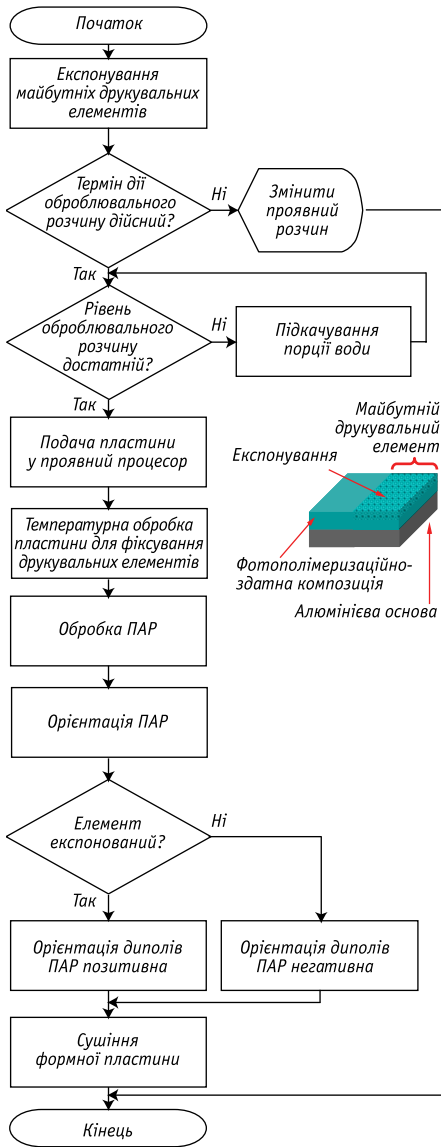 Початок
Експонування
майбутніх друкувальних
елементів
Термін дії
оброблювального
розчину дійсний?
Ні
Змінити
проявний
розчин
Так
Рівень
оброблювального
розчину
достатній?
Ні
Підкачування
порції води
Так
Подача пластини
у проявний процесор
Майбутній
друкувальний
елемент
Експонування
Фотополімеризаційно-
здатна композиція
Алюмінієва основа
Температурна обробка
пластини для фіксування
друкувальних елементів
Обробка ПАР
Орієнтація ПАР
Елемент
експонований?
Ні
Так
Орієнтація диполів
ПАР позитивна
Орієнтація диполів
ПАР негативна
Сушіння
формної пластини
Кінець